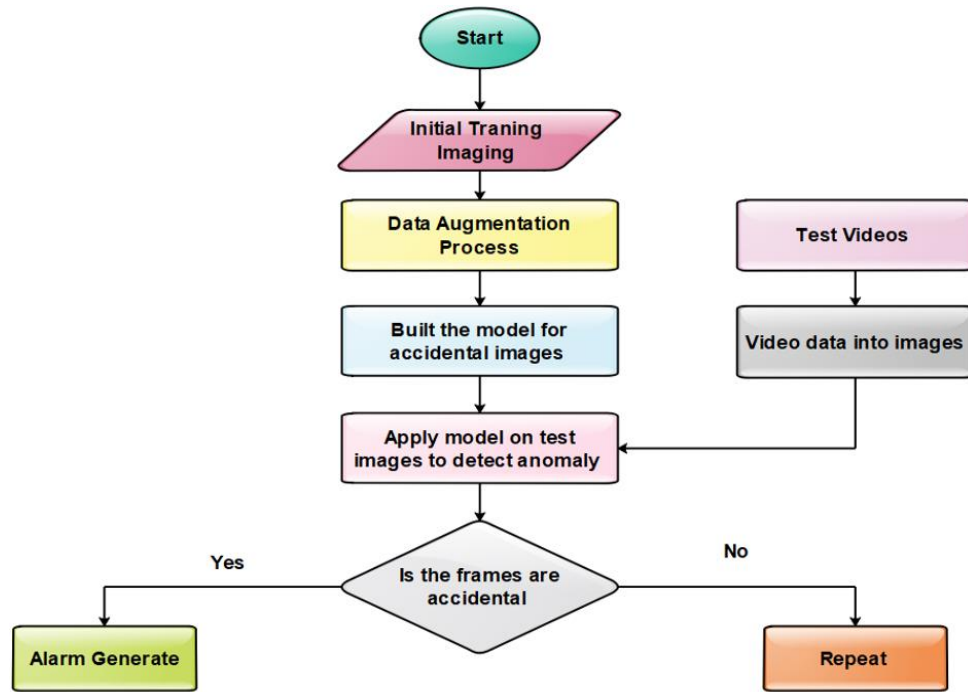 Start
Initial Traning
Imaging
Data Augmentation
Process
Test Videos
Built the model for
accidental images
Video data into images
Apply model on test
images to detect anomaly
Is the frames are
accidental
Yes
No
Alarm Generate
Repeat